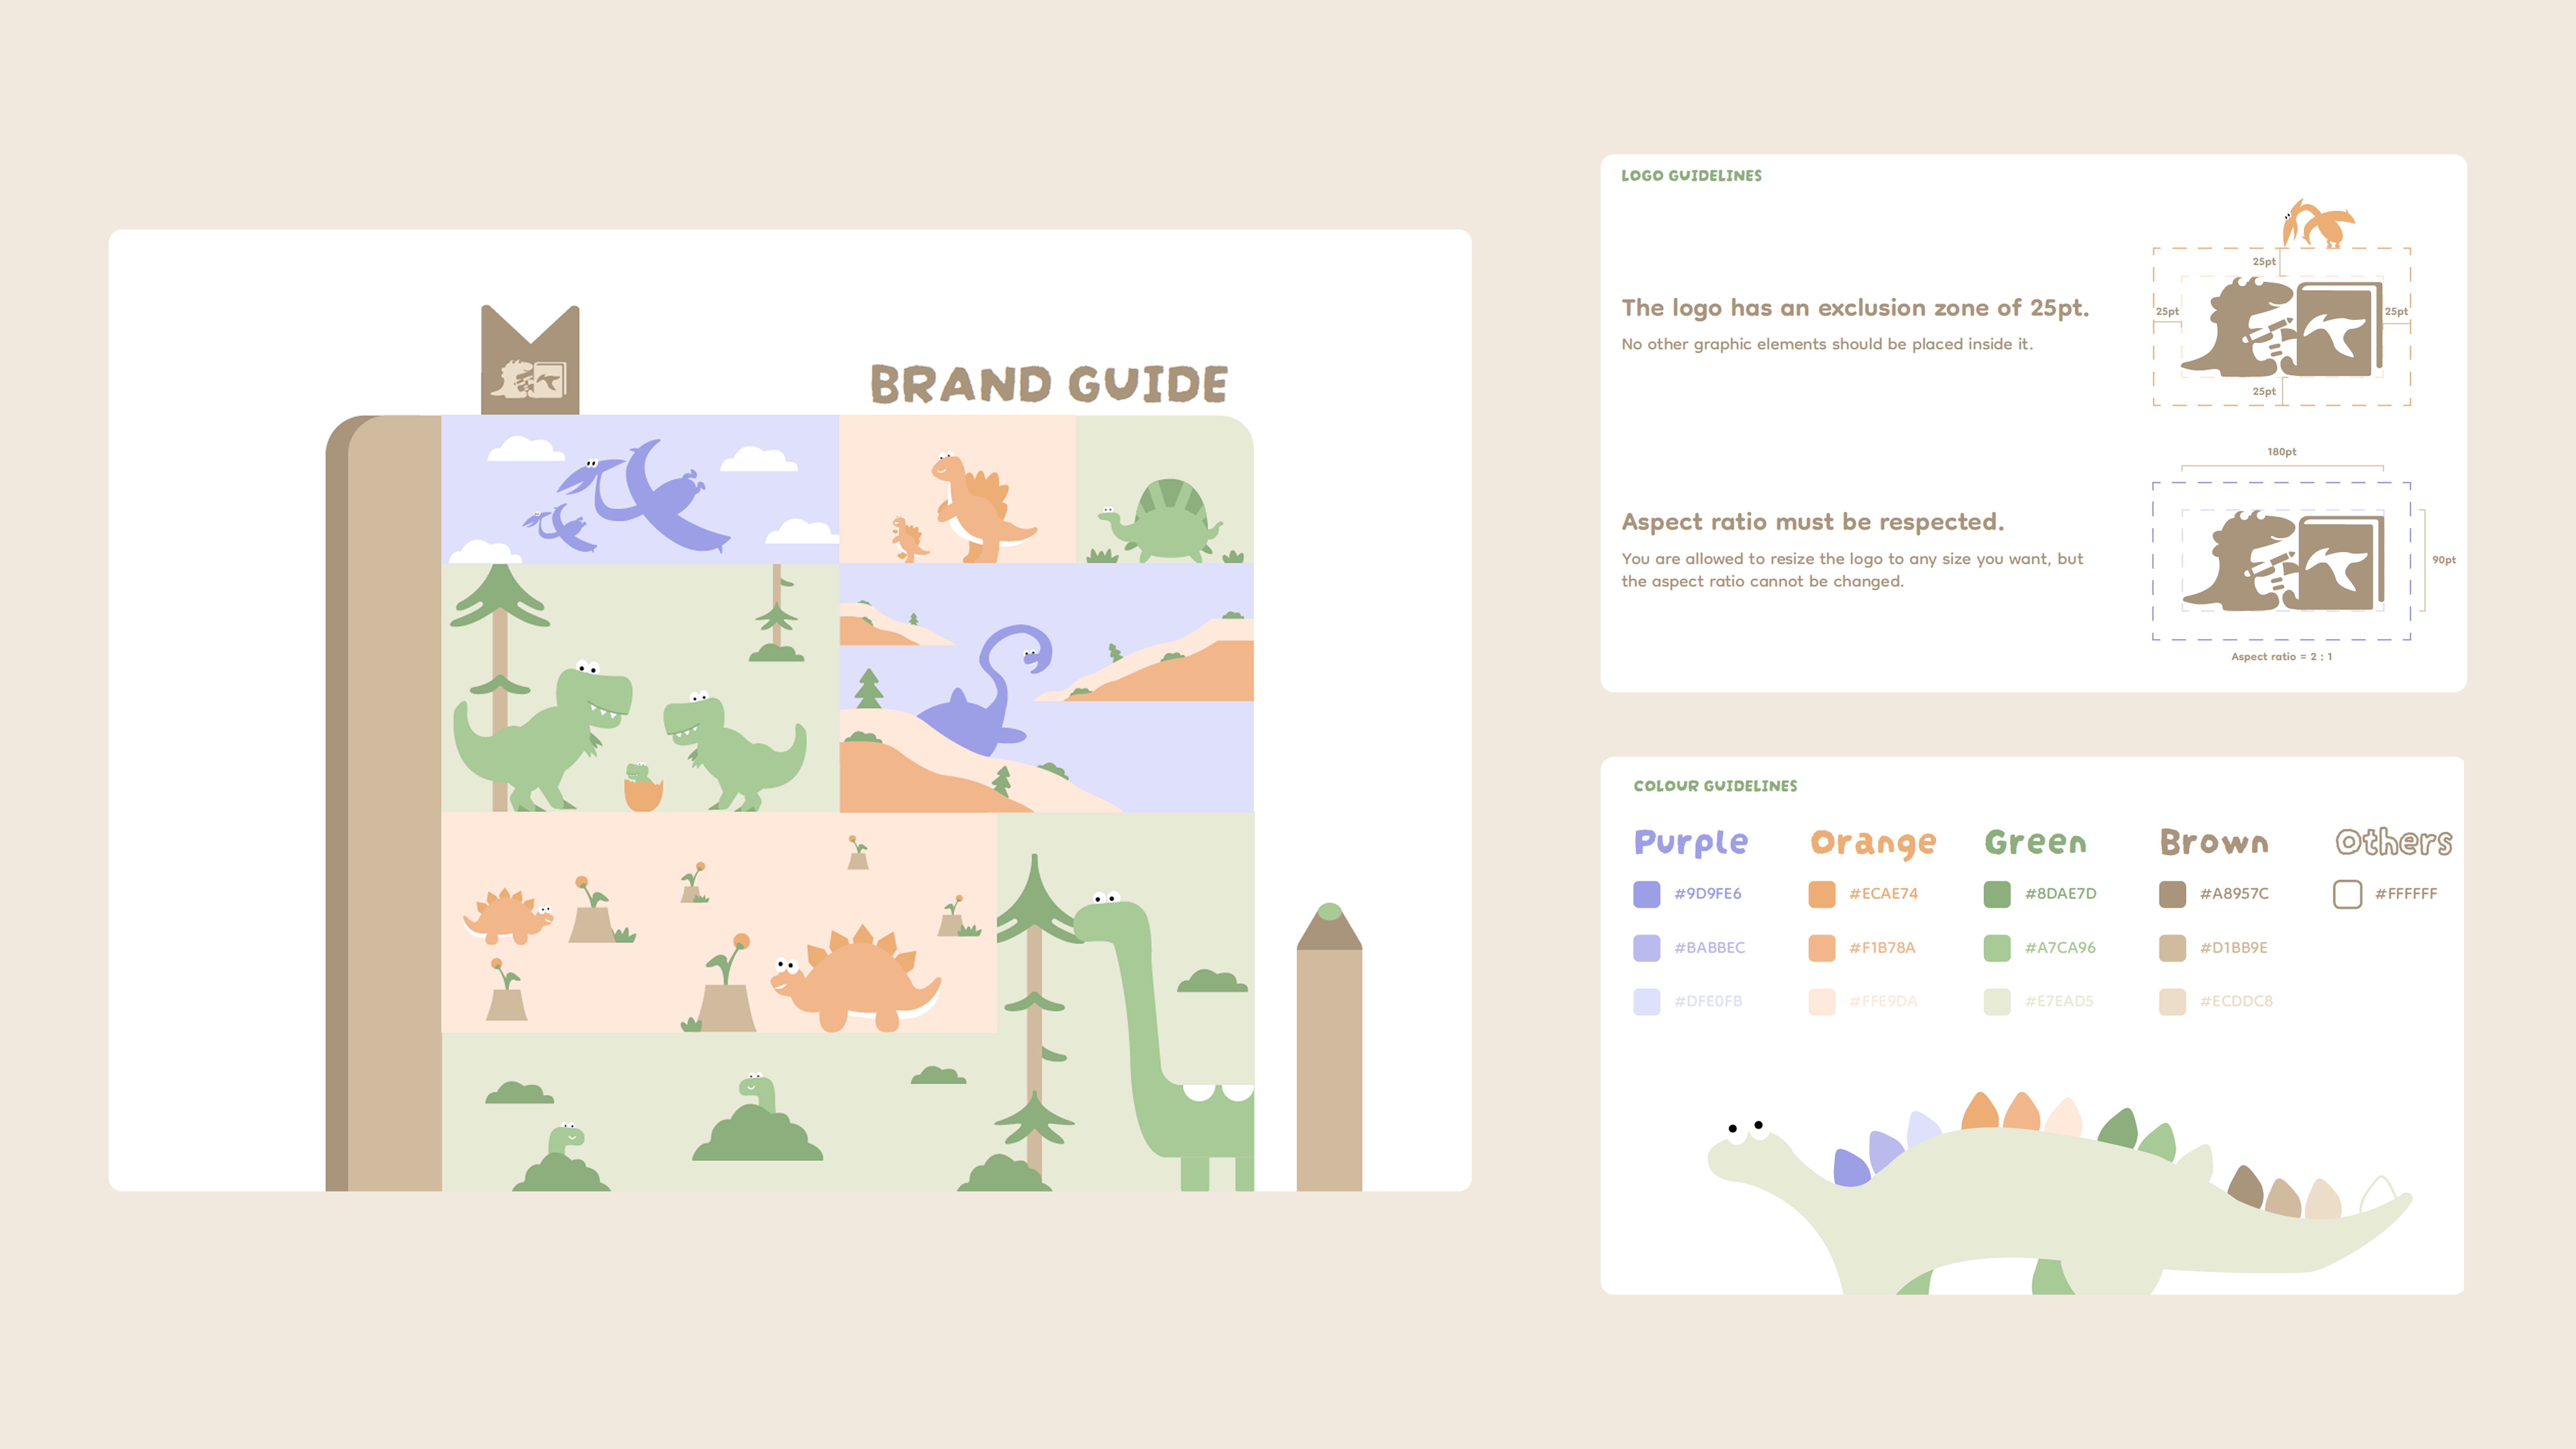 BRAND GUIDE
LOGO GUIDELINES
The logo has an exclusion zone of 25pt.
No other graphic elements should be placed inside it.
25pt
25pt
25pt
25pt
Aspect ratio must be respected.
You are allowed to resize the logo to any size you want, but
the aspect ratio cannot be changed.
180pt
90pt
Aspect ratio = 2 : 1
COLOUR GUIDELINES
Purple
Orange
Green
Brown
Others
#9D9FE6
#ECAE74
#8DAE7D
#A8957C
#FFFFFF
#BABBEC
#F1B78A
#A7CA96
#D1BB9E
#DFE0FB
#FFE9DA
#E7EAD5
#ECDDC8